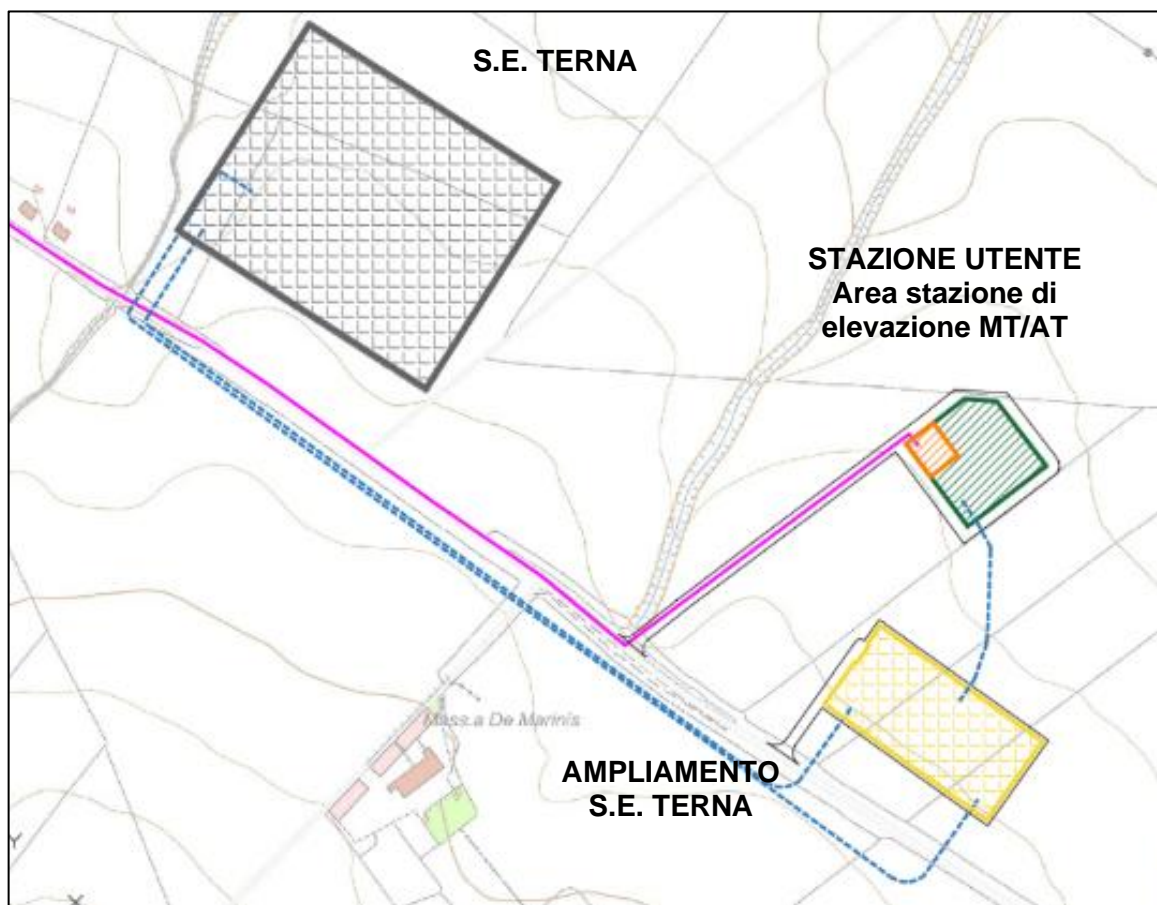 S.E. TERNA
STAZIONE UTENTE
Area stazione di
elevazione MT/AT
Mass.a De Marinis
AMPLIAMENTO
S.E. TERNA